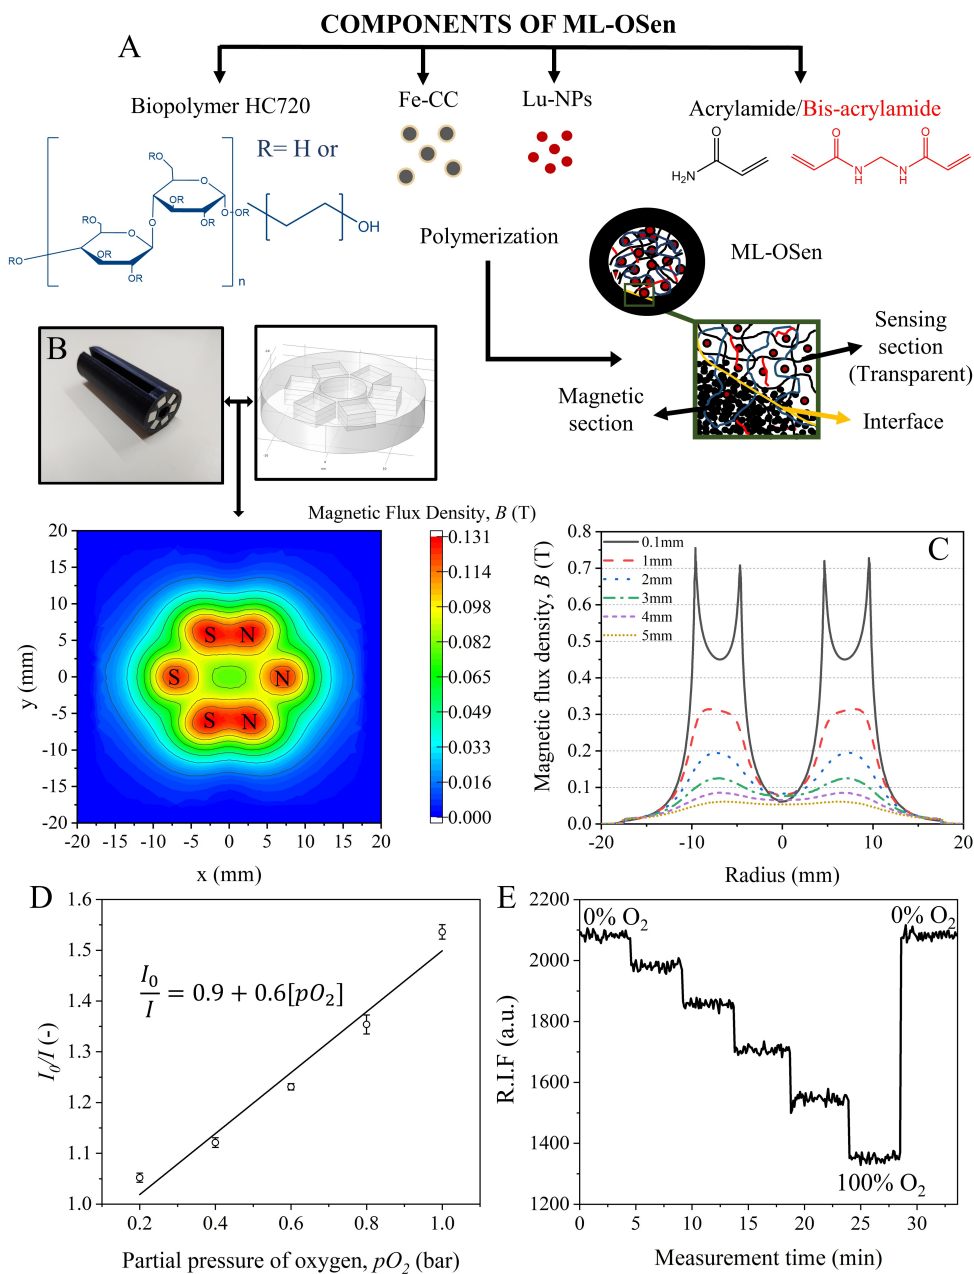 COMPONENTS OF ML-OSen
A
Biopolymer HC720
Fe-CC
Lu-NPs
Acrylamide/Bis-acrylamide
R= H or
RO
OR
RO
OR
O
O
OR
RO
O
RO
OR
O
OR
n
OH
O
H₂N
O
N
H
N
H
O
Polymerization
ML-OSen
Sensing
section
(Transparent)
Magnetic
section
Interface
B
Magnetic Flux Density, B (T)
20
15
10
5
0
-5
-10
-15
-20
y (mm)
S N
S N
S N
-20 -15 -10 -5 0 5 10 15 20
x (mm)
0.131
0.114
0.098
0.082
0.065
0.049
0.033
0.016
0.000
C
0.1mm
1mm
2mm
3mm
4mm
5mm
0.8
0.7
0.6
0.5
0.4
0.3
0.2
0.1
0.0
Magnetic flux density, B (T)
-20 -10 0 10 20
Radius (mm)
D
1.6
1.5
1.4
1.3
1.2
1.1
1.0
I₀/I (-)
I₀/I = 0.9 + 0.6[pO₂]
0.2 0.4 0.6 0.8 1.0
Partial pressure of oxygen, pO₂ (bar)
E
2200
2000
1800
1600
1400
1200
R.I.F (a.u.)
0% O₂
0% O₂
100% O₂
0 5 10 15 20 25 30
Measurement time (min)